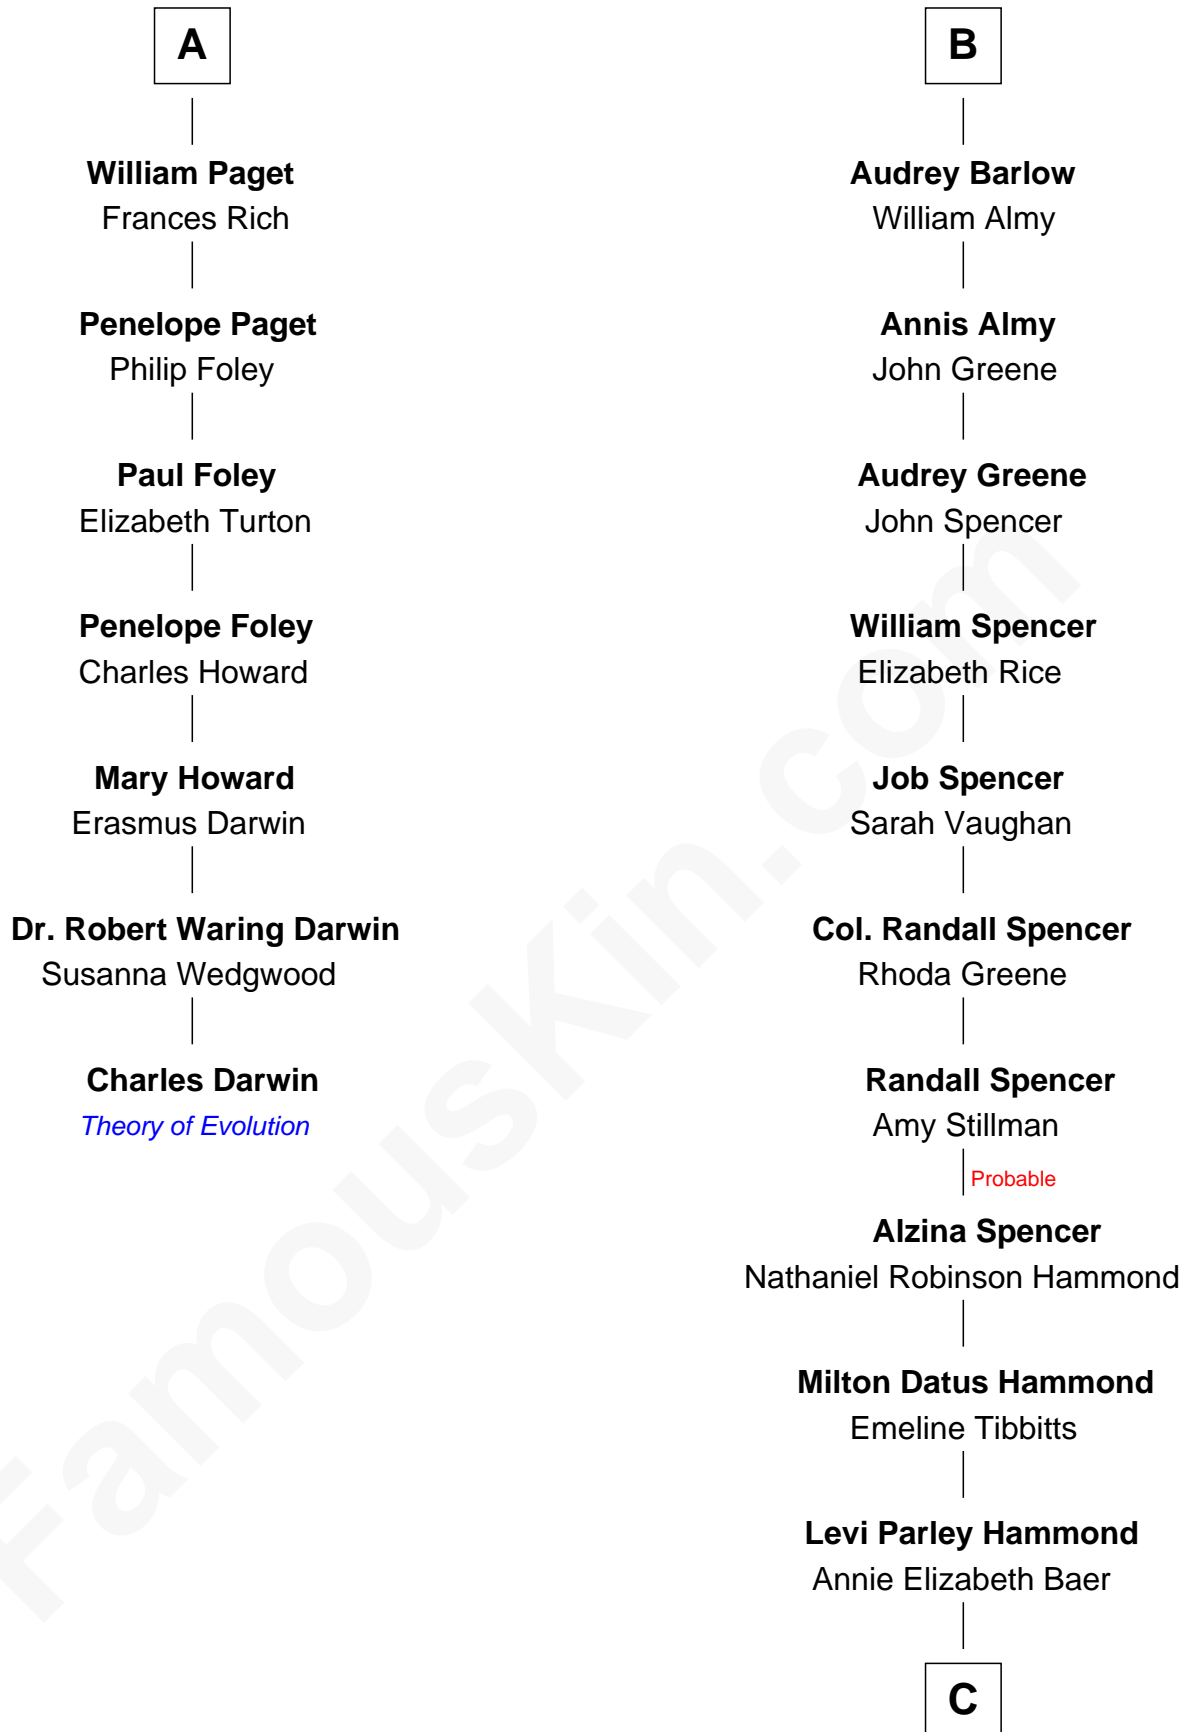 A
William Paget
Frances Rich
Penelope Paget
Philip Foley
Paul Foley
Elizabeth Turton
Penelope Foley
Charles Howard
Mary Howard
Erasmus Darwin
Dr. Robert Waring Darwin
Susanna Wedgwood
Charles Darwin
Theory of Evolution
B
Audrey Barlow
William Almy
Annis Almy
John Greene
Audrey Greene
John Spencer
William Spencer
Elizabeth Rice
Job Spencer
Sarah Vaughan
Col. Randall Spencer
Rhoda Greene
Randall Spencer
Amy Stillman
Probable
Alzina Spencer
Nathaniel Robinson Hammond
Milton Datus Hammond
Emeline Tibbitts
Levi Parley Hammond
Annie Elizabeth Baer
C
FamousKin.com